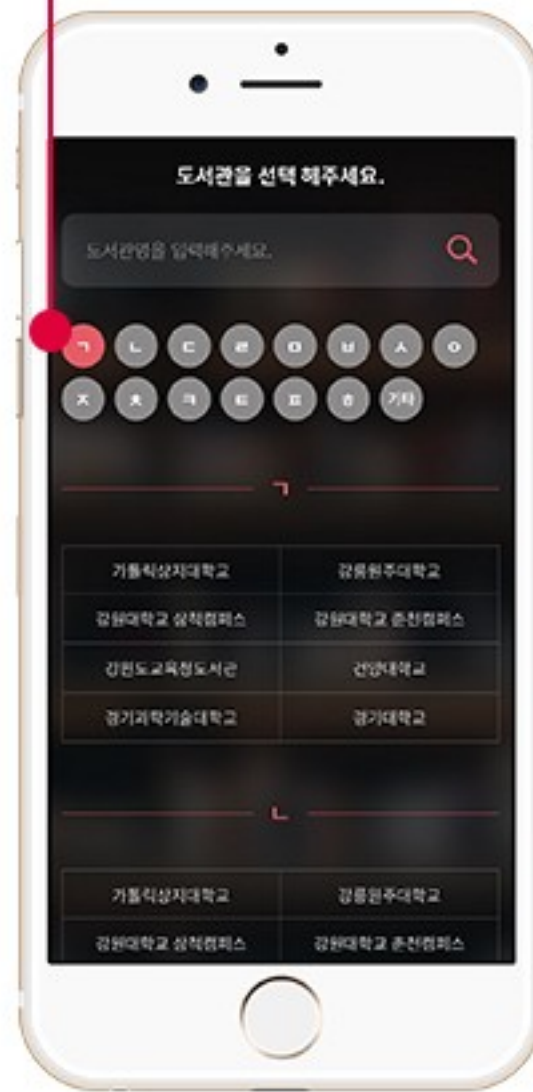 도서관을 선택 해주세요.
도서관명을 입력해주세요.
ㄱ ㄴ ㄷ ㄹ ㅁ ㅂ ㅅ ㅇ
ㅈ ㅊ ㅋ ㅌ ㅍ ㅎ 기타
ㄱ
가톨릭상지대학교 강릉원주대학교
강원대학교 삼척캠퍼스 강원대학교 춘천캠퍼스
강원도교육청도서관 건양대학교
경기과학기술대학교 경기대학교
ㄴ
가톨릭상지대학교 강릉원주대학교
강원대학교 삼척캠퍼스 강원대학교 춘천캠퍼스